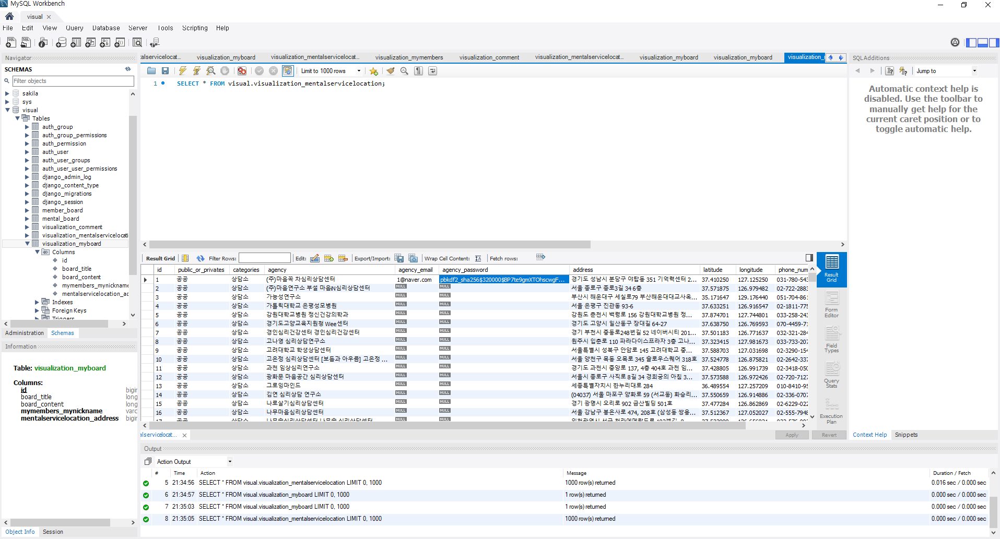 MySQL Workbench
visual
File Edit View Query Database Server Tools Scripting Help
Navigator
SCHEMAS
Filter objects
sakila
sys
visual
Tables
auth_group
auth_group_permissions
auth_permission
auth_user
auth_user_groups
auth_user_user_permissions
django_admin_log
django_content_type
django_migrations
django_session
member_board
mental_board
visualization_comment
visualization_mentalservicelocati
visualization_myboard
Columns
id
board_title
board_content
mymembers_mynickname
mentalservicelocation_ac
Indexes
Foreign Keys
Triggers
Administration Schemas
Information
Table: visualization_myboard
Columns:
id bigin
board_title long
board_content long
mymembers_mynickname varc
mentalservicelocation_address bigin
Object Info Session
talservicelocat... visualization_myboard visualization_mentalservicelocat... visualization_mymembers visualization_comment visualization_mentalservicelocat... visualization_myboard visualization_myboard visualization_
Limit to 1000 rows
1 SELECT * FROM visual.visualization_mentalservicelocation;
Result Grid Filter Rows: Edit: Export/Import: Wrap Cell Content: Fetch rows:
id public_or_privates categories agency agency_email agency_password address latitude longitude phone_num
1 공공 상담소 (주)마음꼭 차심리상담센터 1@naver.com pbkdf2_sha256$320000$BP7te9gmXTOhscwgF... 경기도 성남시 분당구 야탑동 351 기억력센터 2... 37.410250 127.125250 031-780-543
2 공공 상담소 (주)마음연구소 부설 마음iN심리상담센터 NULL NULL 서울 종로구 종로3길 34 6층 37.571875 126.979482 02-722-2883
3 공공 상담소 가능성연구소 NULL NULL 부산시 해운대구 세실로79 부산해운대대교사옥... 35.171647 129.176440 051-704-861
4 공공 상담소 가톨릭대학교 은평성모병원 NULL NULL 서울 은평구 진관동 93-6 37.633251 126.916547 02-1811-775
5 공공 상담소 강원대학교병원 정신건강의학과 NULL NULL 강원도 춘천시 백령로 156 강원대학교병원 정... 37.874701 127.744801 033-258-243
6 공공 상담소 경기도고양교육지원청 Wee센터 NULL NULL 경기도 고양시 일산동구 장대길 64-27 37.638750 126.769593 070-4459-71
7 공공 상담소 경인심리건강센터 경인심리건강센터 NULL NULL 경기 부천시 중동로248번길 52 네이버시티 201... 37.501183 126.771637 032-321-284
8 공공 상담소 고나영 심리상담연구소 NULL NULL 원주시 입춘로 110 파라다이스프라자 3층 고나... 37.323415 127.981673 033-733-207
9 공공 상담소 고려대학교 학생상담센터 NULL NULL 서울특별시 성북구 안암로 145 고려대학교 중... 37.588703 127.031698 02-3290-154
10 공공 상담소 고은정 심리상담센터 [보듬과 아우름] 고은정 ... NULL NULL 서울 양천구 목동 오목로 345 슬로우스퀘어 318호 37.524778 126.875821 02-2642-337
11 공공 상담소 과천 임상심리연구소 NULL NULL 경기도 과천시 중앙로 137, 4층 404호 과천 임... 37.428805 126.991739 02-3418-050
12 공공 상담소 광화문 마음공간 심리상담센터 NULL NULL 서울시 종로구 사직로 8길 34 경희궁의 아침 3... 37.573588 126.972426 02-720-7127
13 공공 상담소 그로잉마인드 NULL NULL 세종특별자치시 한누리대로 284 36.489554 127.257209 010-8410-95
14 공공 상담소 김연 심리상담 연구소 NULL NULL (04037) 서울 마포구 양화로 59 (서교동) 화승리... 37.550659 126.914886 02-336-0707
15 공공 상담소 나로살기심리상담센터 NULL NULL 경기 광명시 오리로 902 금산빌딩 501호 37.477284 126.862869 02-6229-022
16 공공 상담소 나무마음심리상담센터 NULL NULL 서울 강남구 봉은사로 474, 208호 (삼성동 쌍용... 37.512367 127.052027 02-555-7948
17 공공 상담소 NULL NULL
alservicelocat... Apply Revert
Result Grid
Form Editor
Field Types
Query Stats
Execution Plan
Output
Action Output
# Time Action Message Duration / Fetch
5 21:34:56 SELECT * FROM visual.visualization_mentalservicelocation LIMIT 0, 1000 1000 row(s) returned 0.016 sec / 0.000 sec
6 21:34:57 SELECT * FROM visual.visualization_myboard LIMIT 0, 1000 1 row(s) returned 0.000 sec / 0.000 sec
7 21:35:03 SELECT * FROM visual.visualization_myboard LIMIT 0, 1000 1 row(s) returned 0.000 sec / 0.000 sec
8 21:35:05 SELECT * FROM visual.visualization_mentalservicelocation LIMIT 0, 1000 1000 row(s) returned 0.000 sec / 0.000 sec
SQLAdditions
Jump to
Automatic context help is
disabled. Use the toolbar to
manually get help for the
current caret position or to
toggle automatic help.
Context Help Snippets